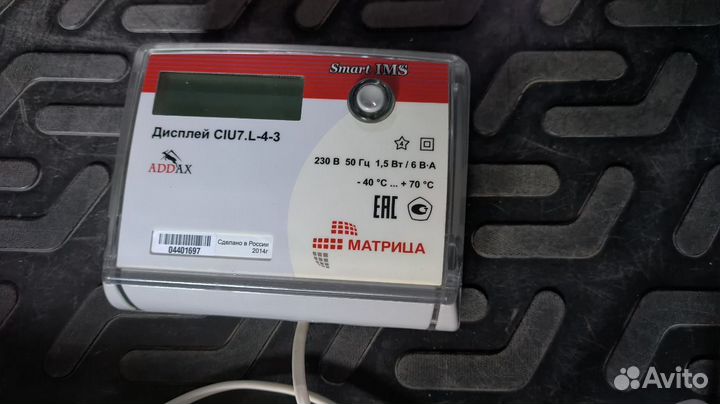 Smart IMS
Дисплей CIU7.L-4-3
ADDAX
4
230 В 50 Гц 1,5 Вт / 6 В·А
- 40 °C ... + 70 °C
EAC
МАТРИЦА
04401697
Сделано в России
2014г
Avito